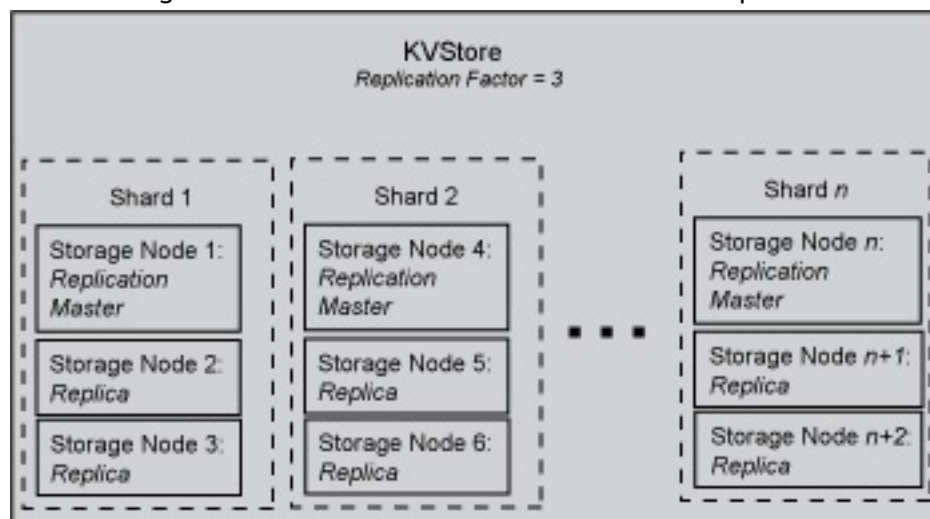 KVStore
Replication Factor = 3
Shard 1
Storage Node 1:
Replication
Master
Storage Node 2:
Replica
Storage Node 3:
Replica
Shard 2
Storage Node 4:
Replication
Master
Storage Node 5:
Replica
Storage Node 6:
Replica
Shard n
Storage Node n:
Replication
Master
Storage Node n+1:
Replica
Storage Node n+2:
Replica